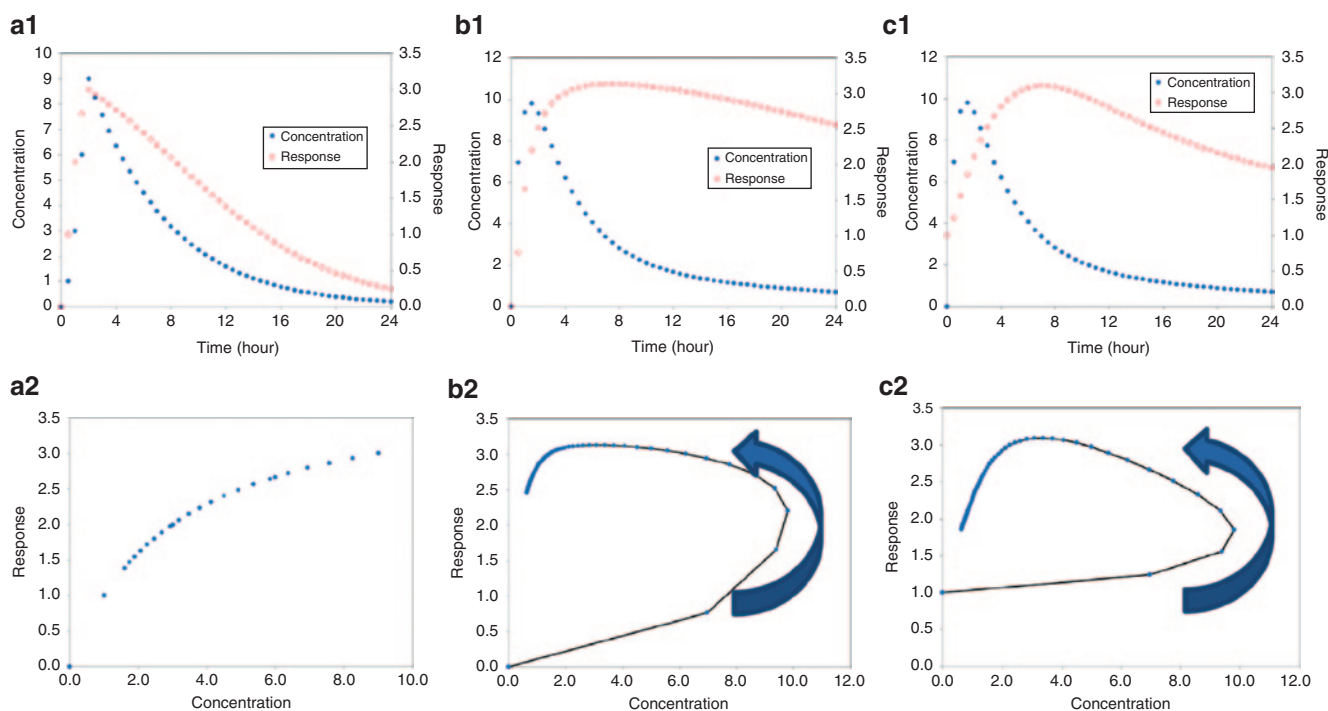 a1
10
9
8
7
6
5
4
3
2
1
0
Concentration
3.5
3.0
2.5
2.0
1.5
1.0
0.5
0.0
Response
Concentration
Response
0 4 8 12 16 20 24
Time (hour)
b1
12
10
8
6
4
2
0
Concentration
3.5
3.0
2.5
2.0
1.5
1.0
0.5
0.0
Response
Concentration
Response
0 4 8 12 16 20 24
Time (hour)
c1
12
10
8
6
4
2
0
Concentration
3.5
3.0
2.5
2.0
1.5
1.0
0.5
0.0
Response
Concentration
Response
0 4 8 12 16 20 24
Time (hour)
a2
3.5
3.0
2.5
2.0
1.5
1.0
0.5
0.0
Response
0.0 2.0 4.0 6.0 8.0 10.0
Concentration
b2
3.5
3.0
2.5
2.0
1.5
1.0
0.5
0.0
Response
0.0 2.0 4.0 6.0 8.0 10.0 12.0
Concentration
c2
3.5
3.0
2.5
2.0
1.5
1.0
0.5
0.0
Response
0.0 2.0 4.0 6.0 8.0 10.0 12.0
Concentration